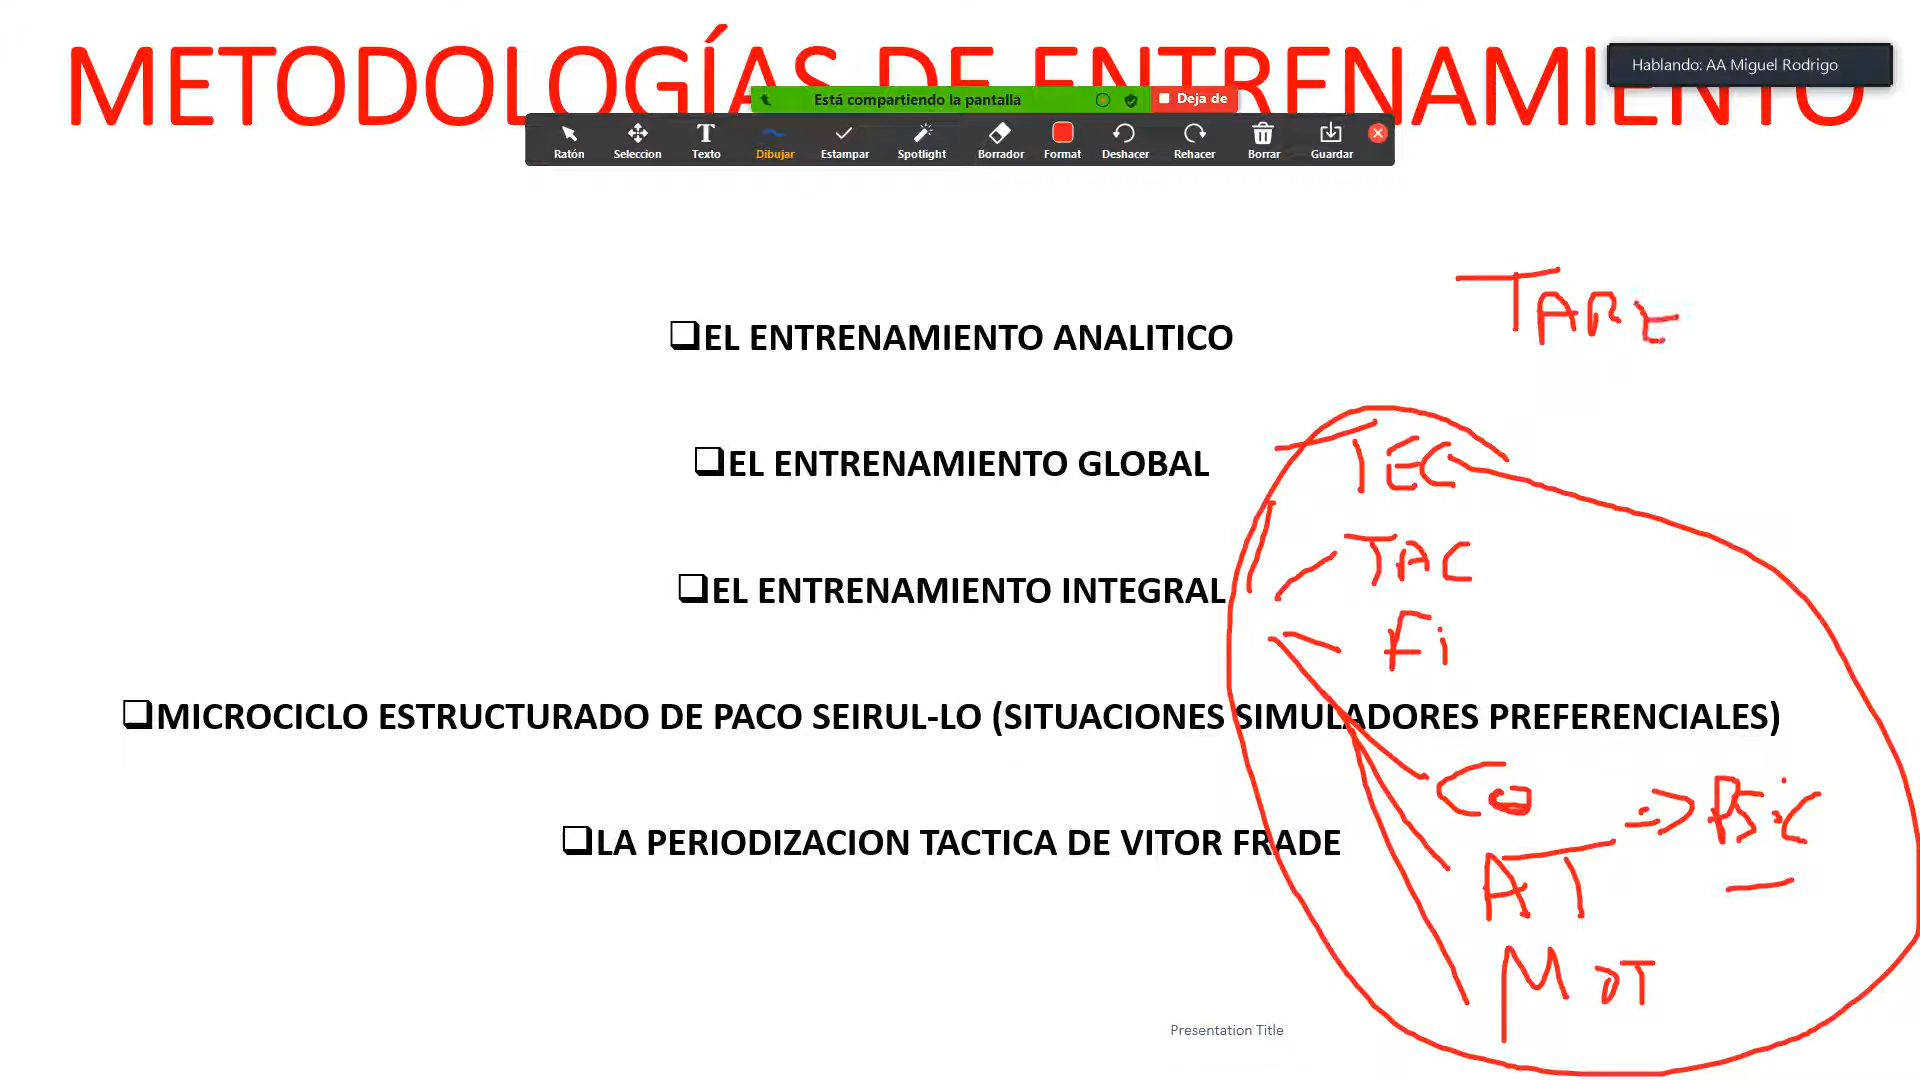 METODOLOGÍAS DE ENTRENAMIENTO
Hablando: AA Miguel Rodrigo
Está compartiendo la pantalla
Deja de
Ratón
Seleccion
Texto
Dibujar
Estampar
Spotlight
Borrador
Format
Deshacer
Rehacer
Borrar
Guardar
TARE
EL ENTRENAMIENTO ANALITICO
EL ENTRENAMIENTO GLOBAL
TEC
TAC
EL ENTRENAMIENTO INTEGRAL
Fi
MICROCICLO ESTRUCTURADO DE PACO SEIRUL-LO (SITUACIONES SIMULADORES PREFERENCIALES)
Co
=> PSiC
LA PERIODIZACION TACTICA DE VITOR FRADE
AT
MOT
Presentation Title